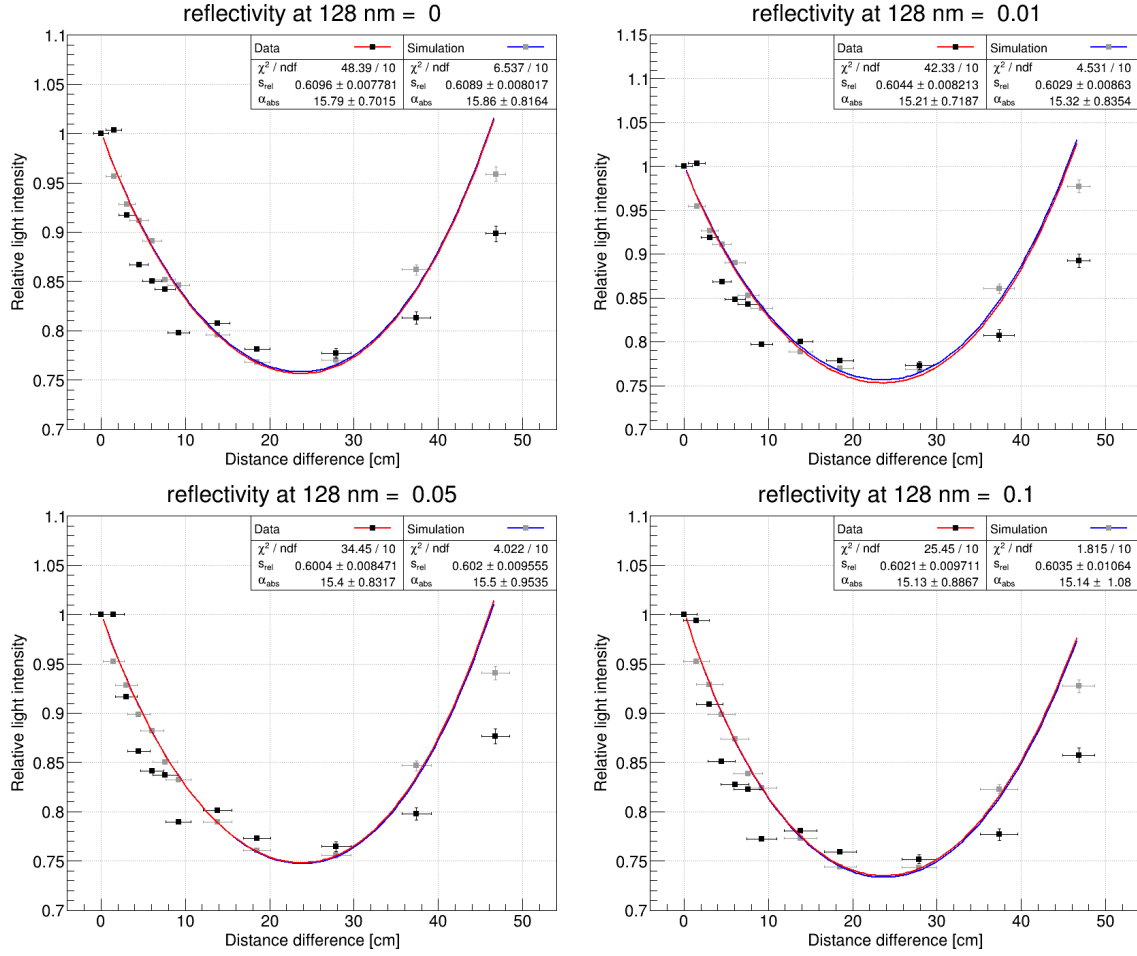 reflectivity at 128 nm = 0
Data Simulation
χ² / ndf 48.39 / 10 χ² / ndf 6.537 / 10
s_rel 0.6096 ± 0.007781 s_rel 0.6089 ± 0.008017
α_abs 15.79 ± 0.7015 α_abs 15.86 ± 0.8164
1.1
1.05
1
0.95
0.9
0.85
0.8
0.75
0.7
Relative light intensity
0 10 20 30 40 50
Distance difference [cm]
reflectivity at 128 nm = 0.01
Data Simulation
χ² / ndf 42.33 / 10 χ² / ndf 4.531 / 10
s_rel 0.6044 ± 0.008213 s_rel 0.6029 ± 0.00863
α_abs 15.21 ± 0.7187 α_abs 15.32 ± 0.8354
1.15
1.1
1.05
1
0.95
0.9
0.85
0.8
0.75
0.7
Relative light intensity
0 10 20 30 40 50
Distance difference [cm]
reflectivity at 128 nm = 0.05
Data Simulation
χ² / ndf 34.45 / 10 χ² / ndf 4.022 / 10
s_rel 0.6004 ± 0.008471 s_rel 0.602 ± 0.009555
α_abs 15.4 ± 0.8317 α_abs 15.5 ± 0.9535
1.1
1.05
1
0.95
0.9
0.85
0.8
0.75
0.7
Relative light intensity
0 10 20 30 40 50
Distance difference [cm]
reflectivity at 128 nm = 0.1
Data Simulation
χ² / ndf 25.45 / 10 χ² / ndf 1.815 / 10
s_rel 0.6021 ± 0.009711 s_rel 0.6035 ± 0.01064
α_abs 15.13 ± 0.8867 α_abs 15.14 ± 1.08
1.1
1.05
1
0.95
0.9
0.85
0.8
0.75
0.7
Relative light intensity
0 10 20 30 40 50
Distance difference [cm]